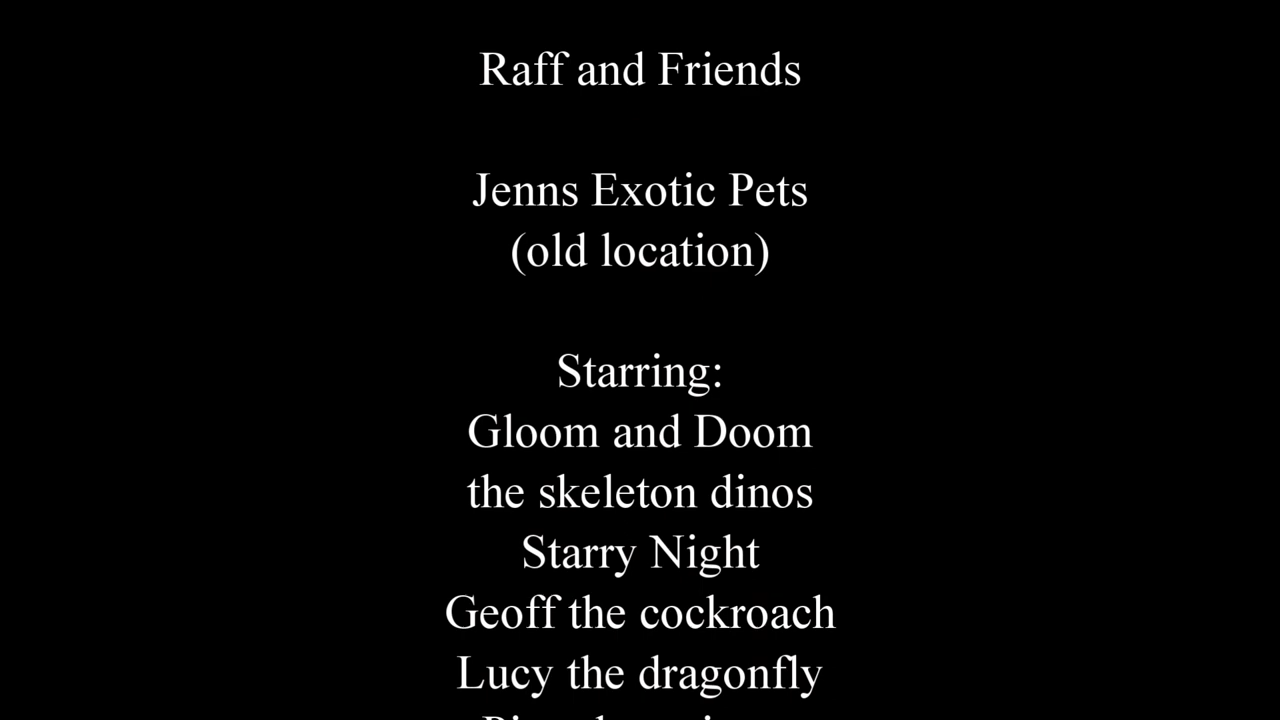 Raff and Friends
Jenns Exotic Pets
(old location)
Starring:
Gloom and Doom
the skeleton dinos
Starry Night
Geoff the cockroach
Lucy the dragonfly